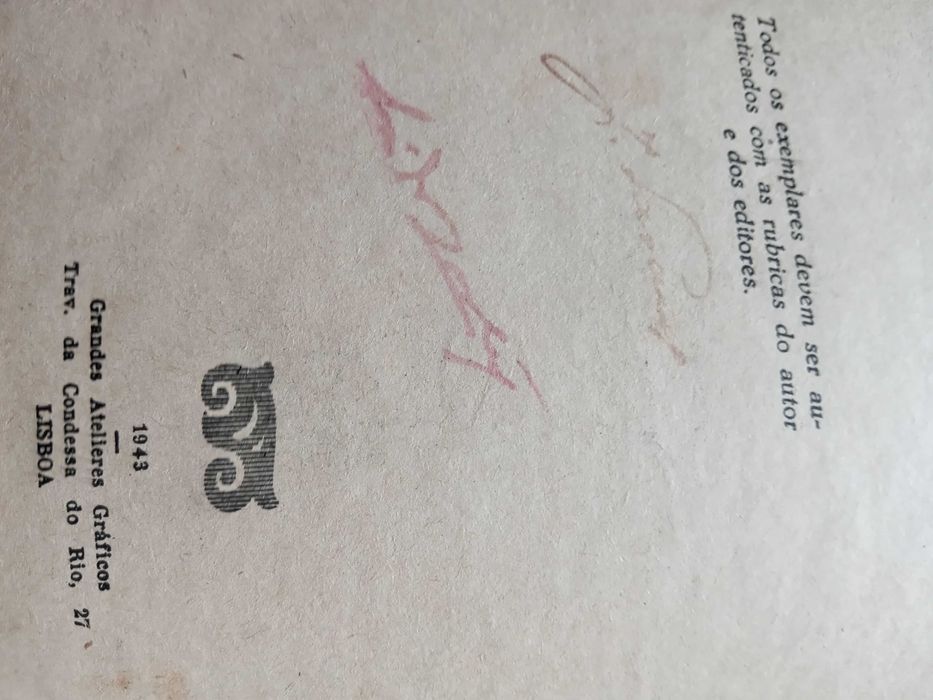 Todos os exemplares devem ser au-
tenticados com as rubricas do autor
e dos editores.
1943
Grandes Atelieres Gráficos
Trav. da Condessa do Rio, 27
LISBOA